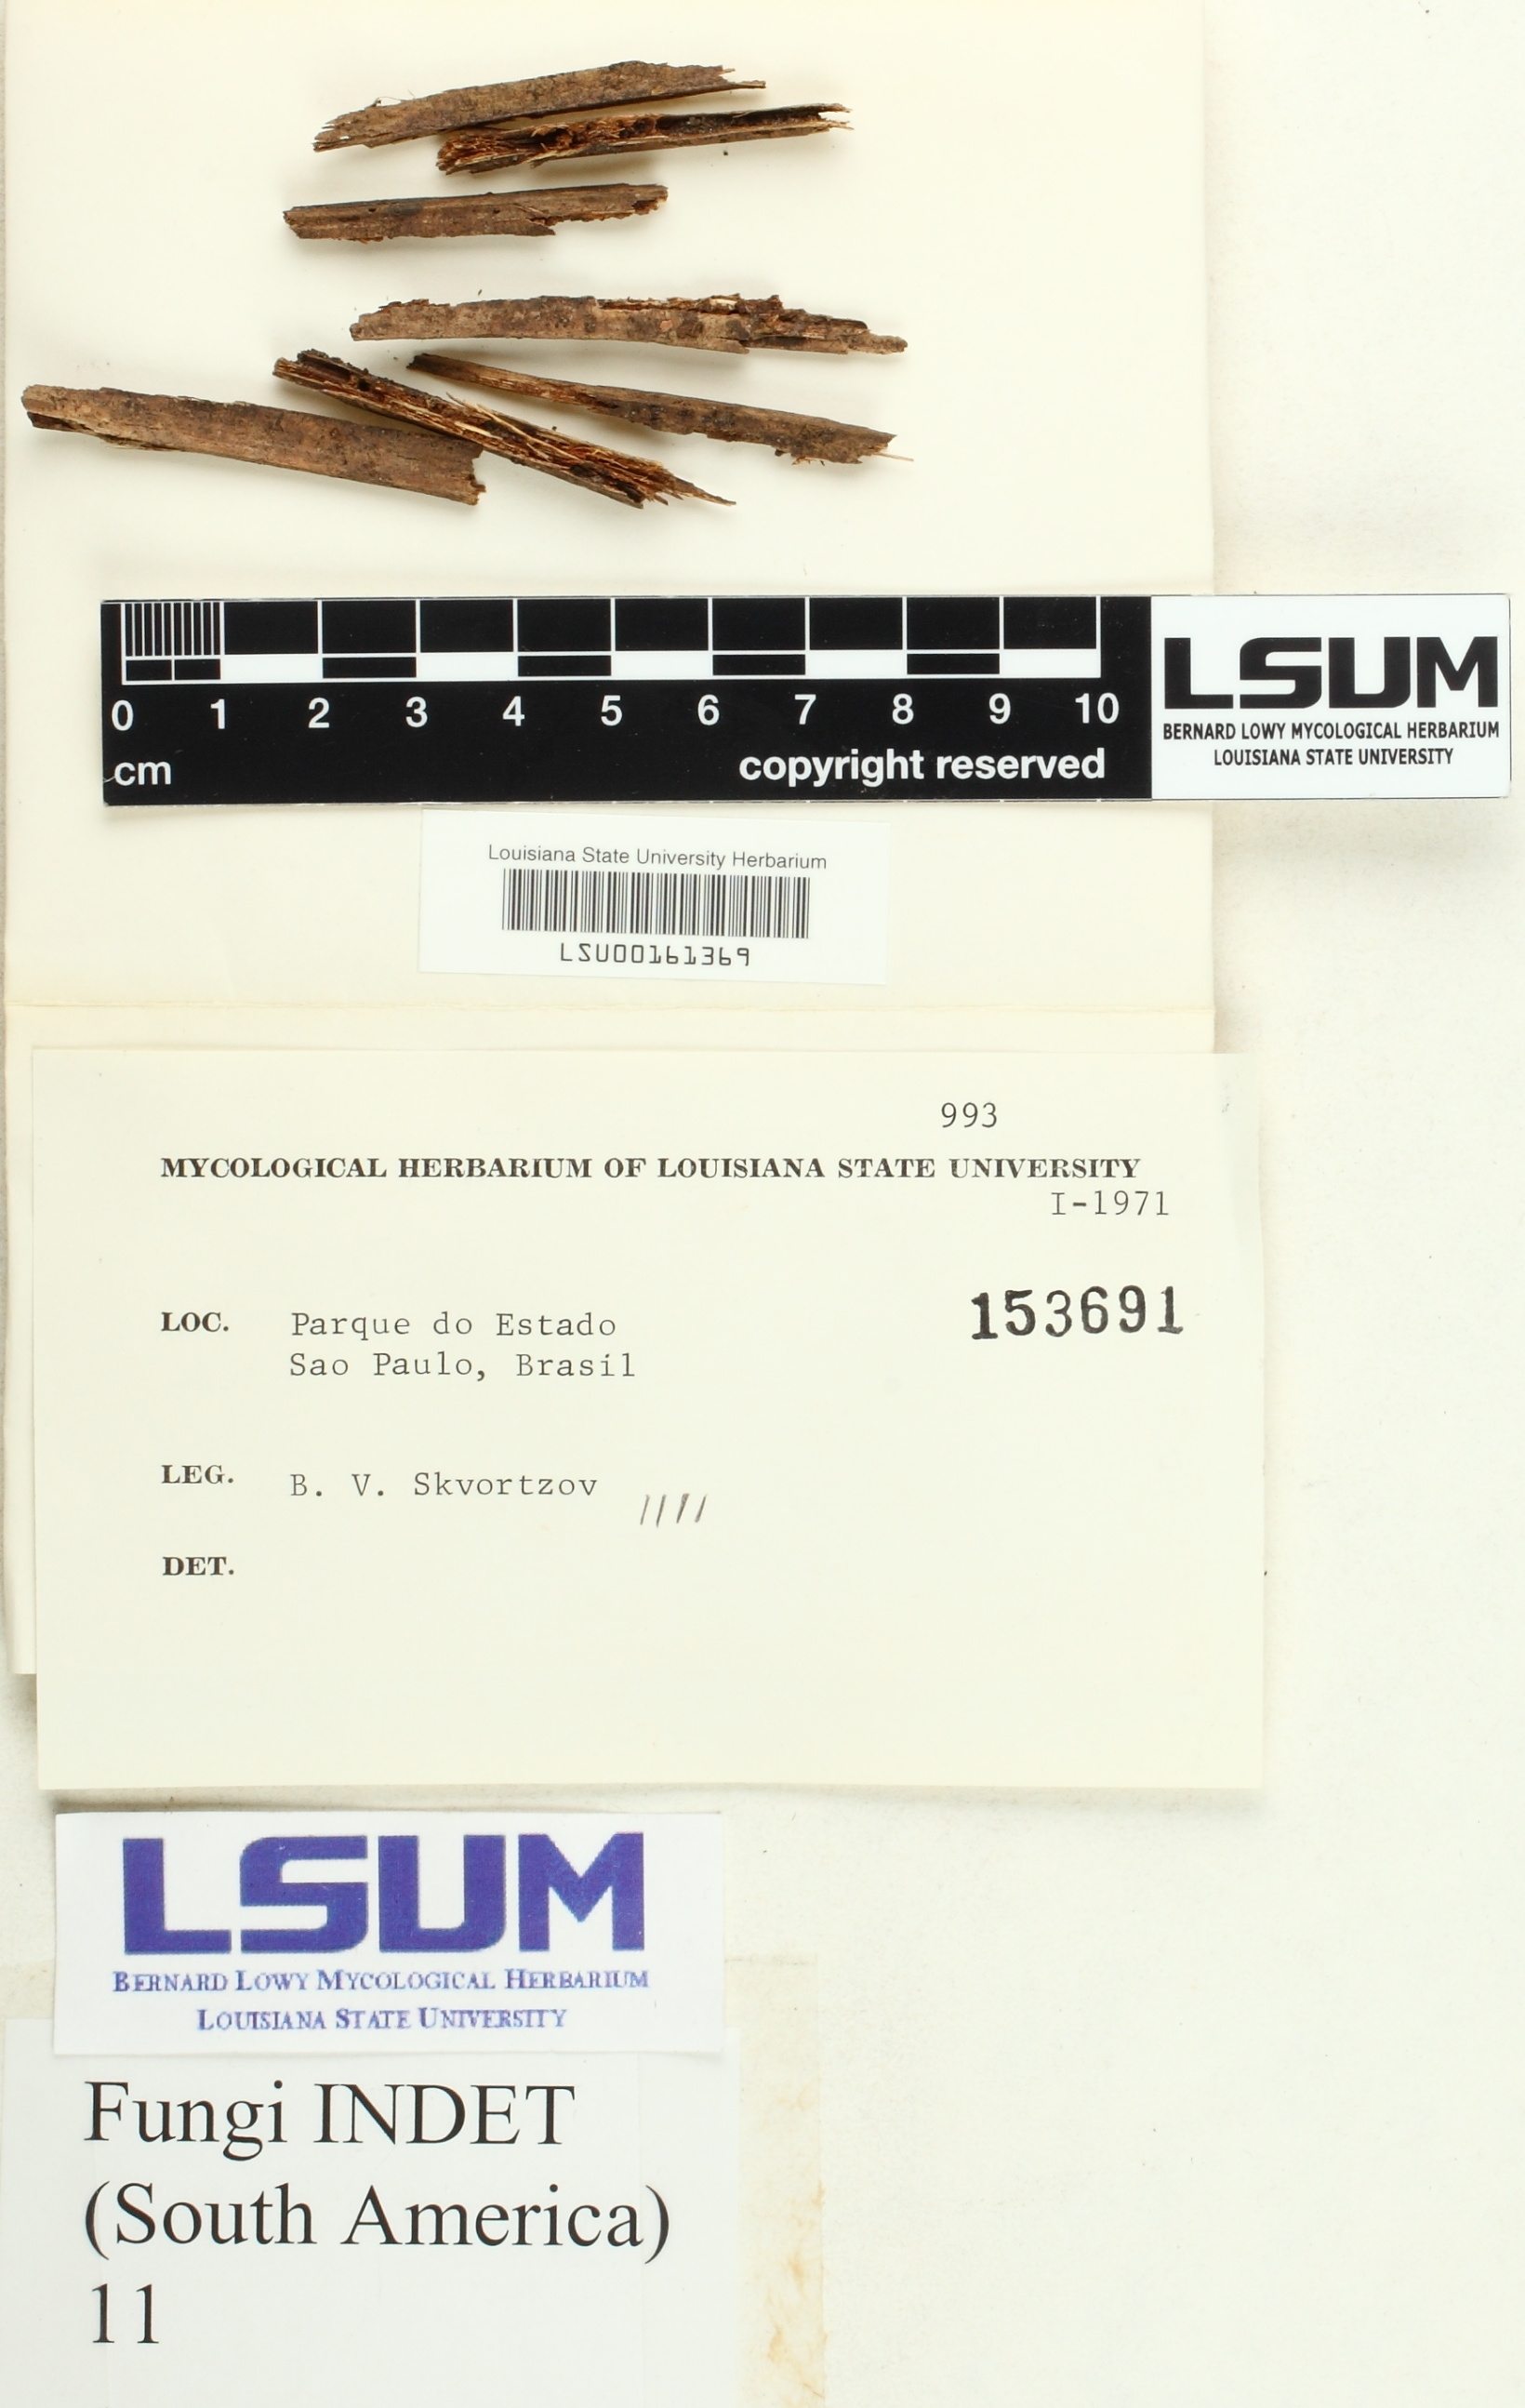 0 1 2 3 4 5 6 7 8 9 10
cm copyright reserved
LSUM
BERNARD LOWY MYCOLOGICAL HERBARIUM
LOUISIANA STATE UNIVERSITY
Louisiana State University Herbarium
LSU00161369
993
MYCOLOGICAL HERBARIUM OF LOUISIANA STATE UNIVERSITY
I-1971
153691
LOC. Parque do Estado
Sao Paulo, Brasil
LEG. B. V. Skvortzov
1111
DET.
LSUM
BERNARD LOWY MYCOLOGICAL HERBARIUM
LOUISIANA STATE UNIVERSITY
Fungi INDET
(South America)
11